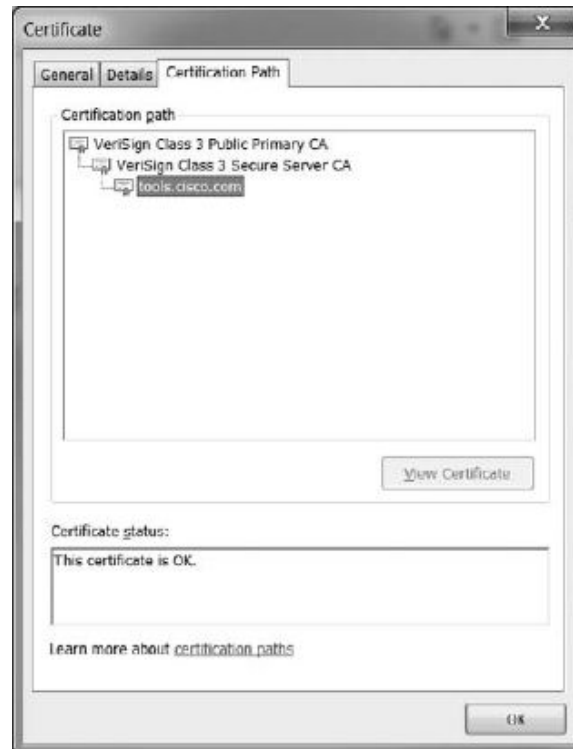 Certificate
X
General Details Certification Path
Certification path
VeriSign Class 3 Public Primary CA
VeriSign Class 3 Secure Server CA
tools.cisco.com
View Certificate
Certificate status:
This certificate is OK.
Learn more about certification paths
OK